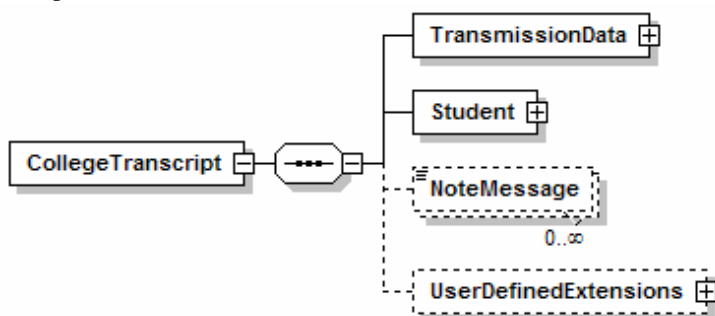 TransmissionData
Student
CollegeTranscript
NoteMessage
0..∞
UserDefinedExtensions